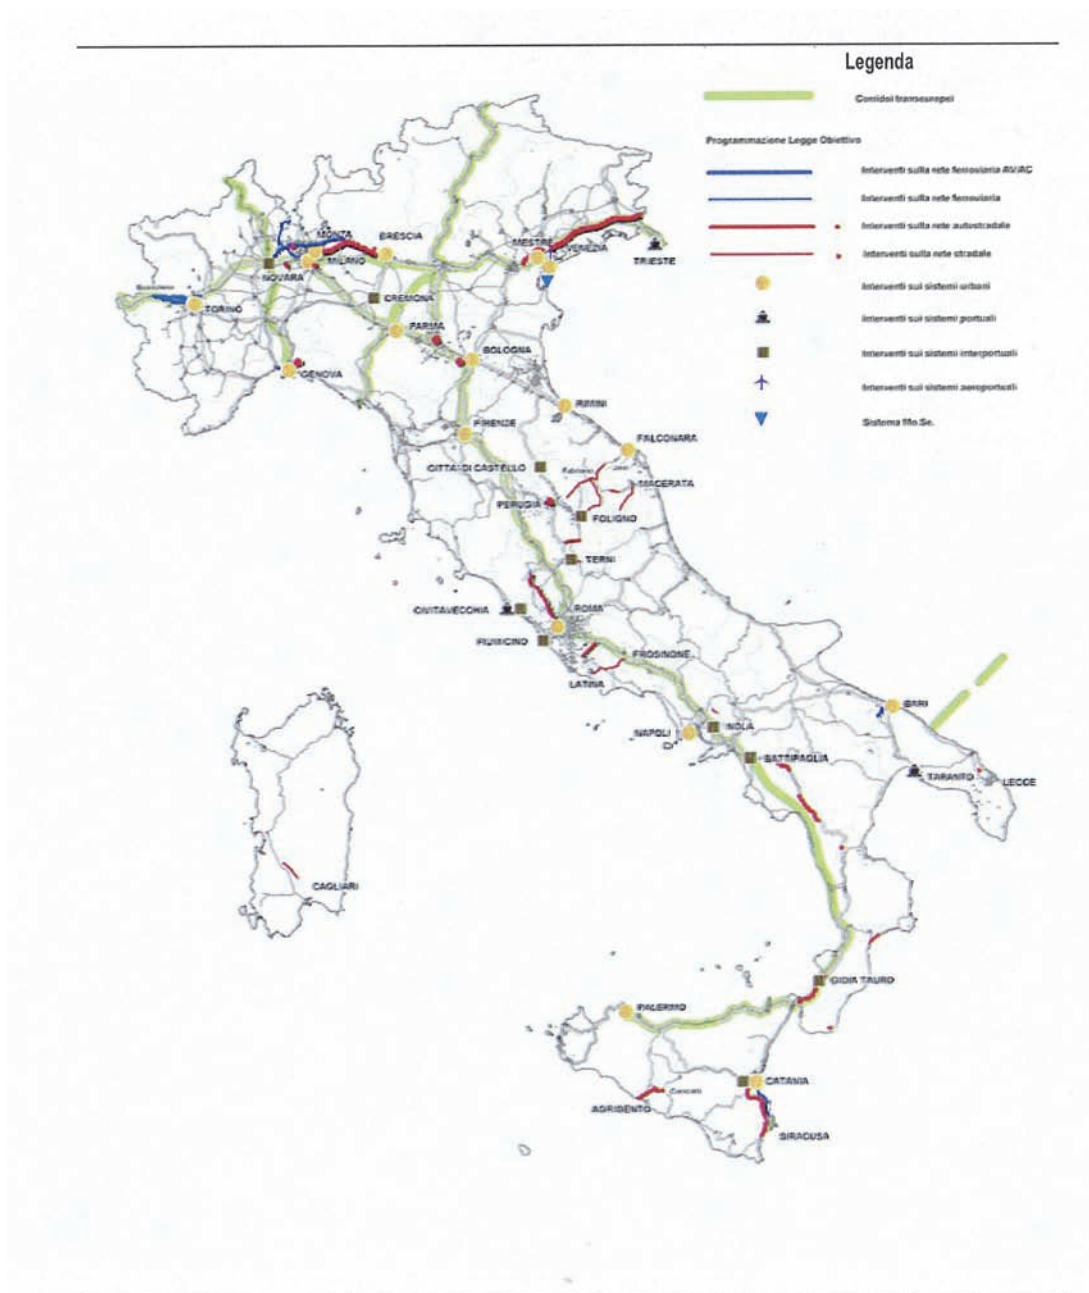 Legenda
Corridoi transeuropei
Programmazione Legge Obiettivo
Interventi sulla rete ferroviaria AV/AC
Interventi sulla rete ferroviaria
Interventi sulla rete autostradale
Interventi sulla rete stradale
Interventi sui sistemi urbani
Interventi sui sistemi portuali
Interventi sui sistemi interportuali
Interventi sui sistemi aeroportuali
Sistema Mo.Se.
MONZA
BRESCIA
MESTRE
VENEZIA
TRIESTE
NOVARA
MILANO
Bussoleno
TORINO
CREMONA
PARMA
BOLOGNA
GENOVA
RIMINI
FIRENZE
FALCONARA
CITTA' DI CASTELLO
Fabriano
Jesi
MACERATA
PERUGIA
FOLIGNO
TERNI
CIVITAVECCHIA
ROMA
FIUMICINO
FROSINONE
LATINA
BARI
NAPOLI
NOLA
BATTIPAGLIA
TARANTO
LECCE
CAGLIARI
GIOIA TAURO
PALERMO
CATANIA
Canicatti
AGRIGENTO
SIRACUSA